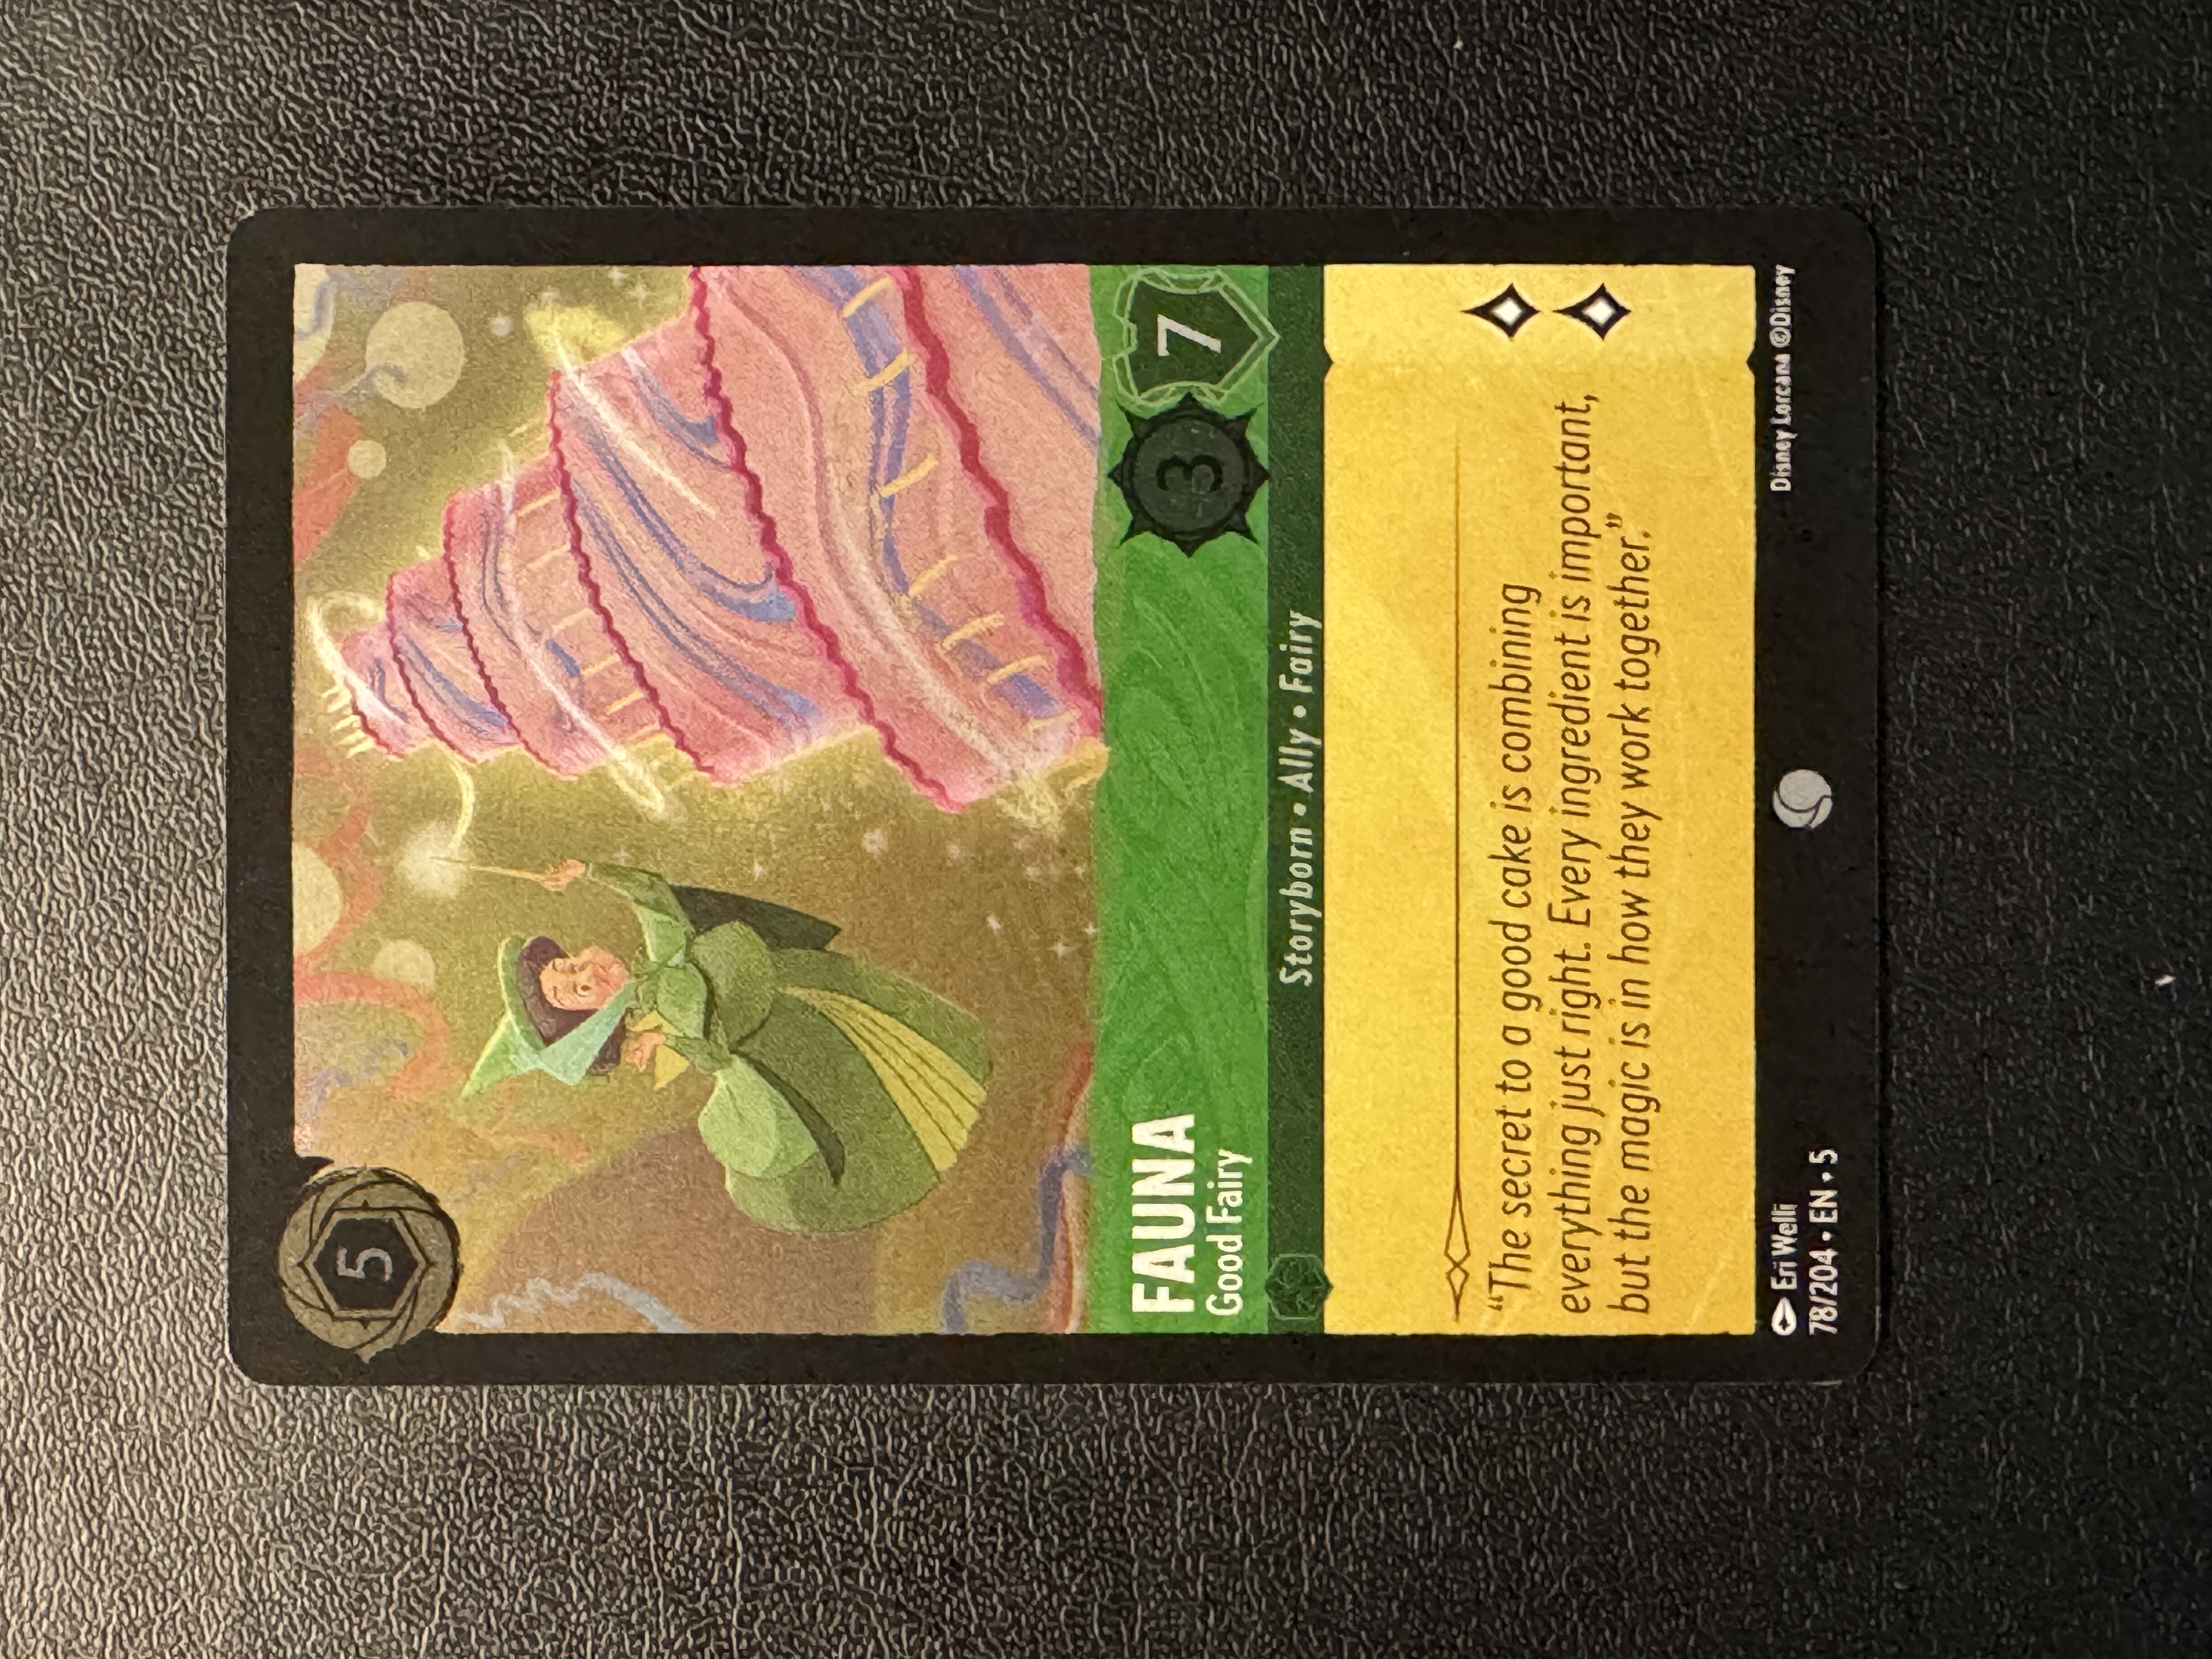 5
FAUNA
Good Fairy
3
7
Storyborn • Ally • Fairy
“The secret to a good cake is combining
everything just right. Every ingredient is important,
but the magic is in how they work together.”
Eri Welli
78/204 • EN • 5
Disney Lorcana ©Disney